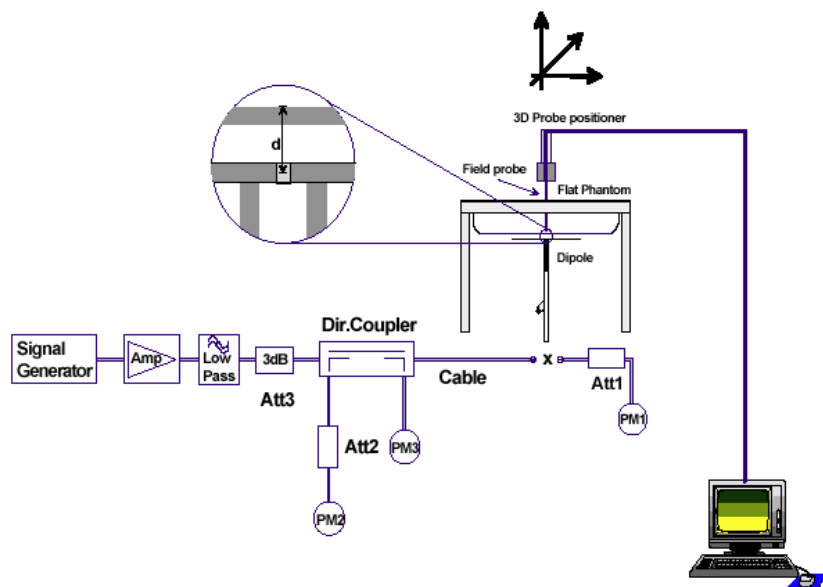 3D Probe positioner
d
Field probe
Flat Phantom
Dipole
Dir.Coupler
Signal
Generator
Amp
Low
Pass
3dB
Cable
x
Att1
Att3
PM1
Att2
PM3
PM2